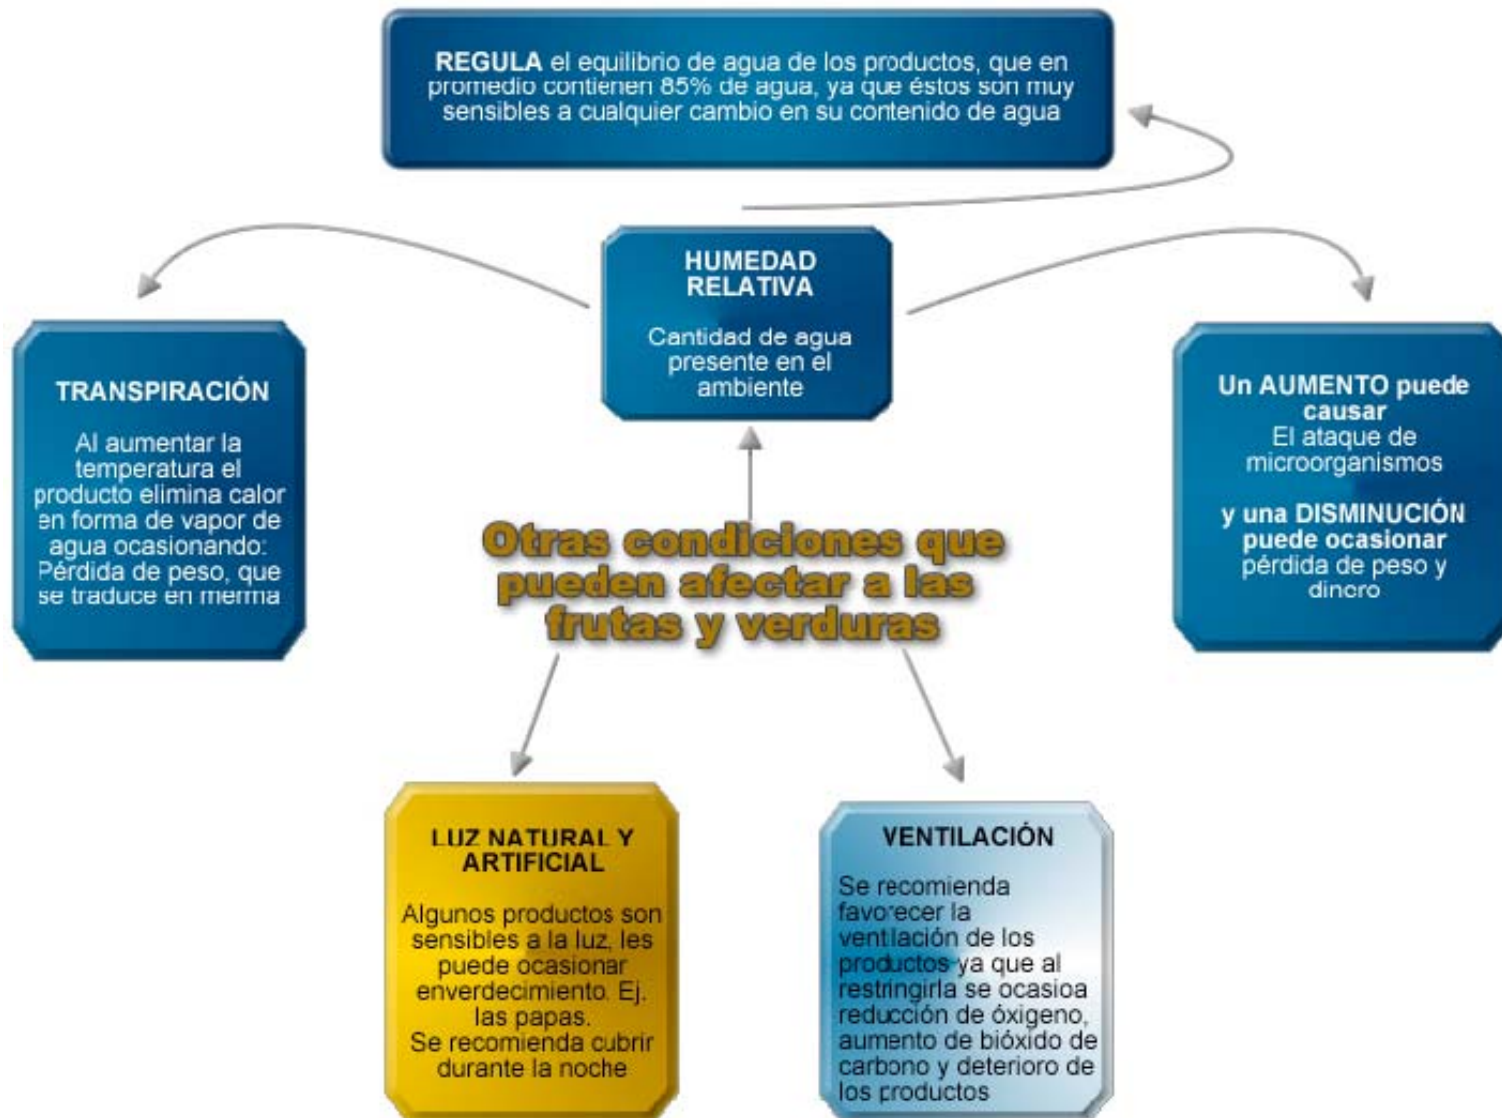 REGULA el equilibrio de agua de los productos, que en
promedio contienen 85% de agua, ya que éstos son muy
sensibles a cualquier cambio en su contenido de agua
HUMEDAD
RELATIVA
Cantidad de agua
presente en el
ambiente
TRANSPIRACIÓN
Al aumentar la
temperatura el
producto elimina calor
en forma de vapor de
agua ocasionando:
Pérdida de peso, que
se traduce en merma
Un AUMENTO puede
causar
El ataque de
microorganismos
y una DISMINUCIÓN
puede ocasionar
pérdida de peso y
dinero
Otras condiciones que
pueden afectar a las
frutas y verduras
LUZ NATURAL Y
ARTIFICIAL
Algunos productos son
sensibles a la luz, les
puede ocasionar
enverdecimiento. Ej.
las papas.
Se recomienda cubrir
durante la noche
VENTILACIÓN
Se recomienda
favorecer la
ventilación de los
productos ya que al
restringirla se ocasioa
reducción de óxigeno,
aumento de bióxido de
carbono y deterioro de
los productos